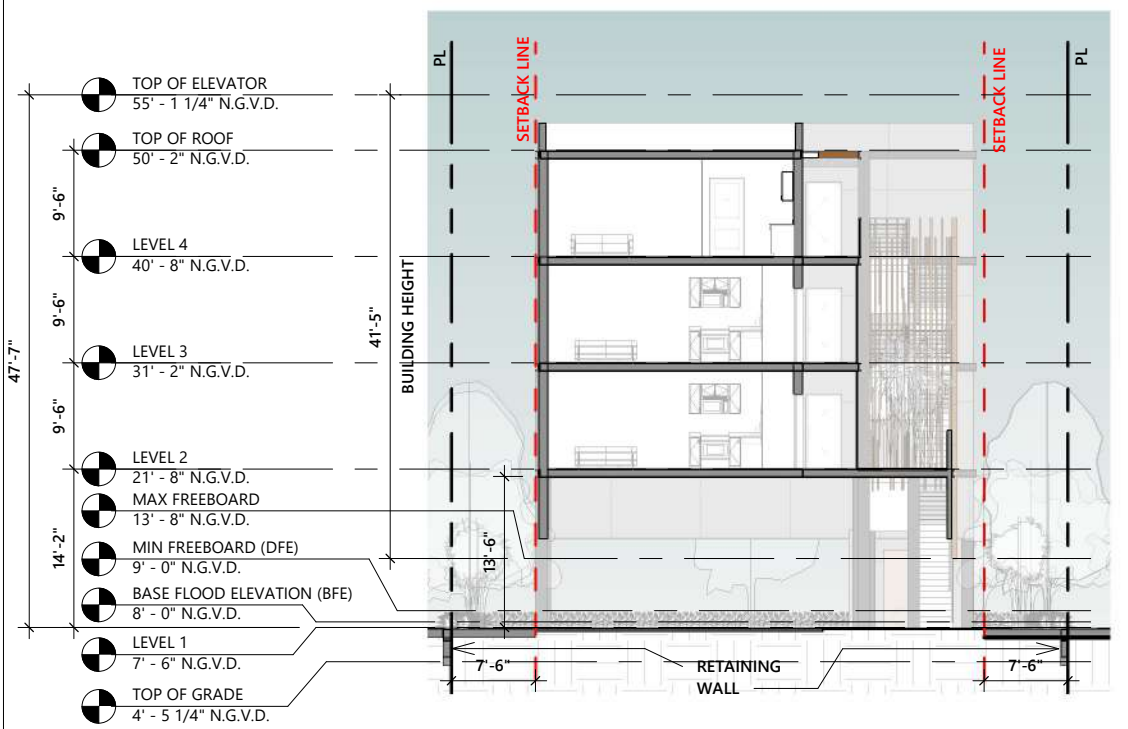 PL
SETBACK LINE
SETBACK LINE
PL
TOP OF ELEVATOR
55' - 1 1/4" N.G.V.D.
TOP OF ROOF
50' - 2" N.G.V.D.
9'-6"
LEVEL 4
40' - 8" N.G.V.D.
9'-6"
LEVEL 3
31' - 2" N.G.V.D.
9'-6"
LEVEL 2
21' - 8" N.G.V.D.
MAX FREEBOARD
13' - 8" N.G.V.D.
14'-2"
MIN FREEBOARD (DFE)
9' - 0" N.G.V.D.
BASE FLOOD ELEVATION (BFE)
8' - 0" N.G.V.D.
LEVEL 1
7' - 6" N.G.V.D.
TOP OF GRADE
4' - 5 1/4" N.G.V.D.
47'-7"
41'-5"
BUILDING HEIGHT
13'-6"
7'-6"
RETAINING
WALL
7'-6"